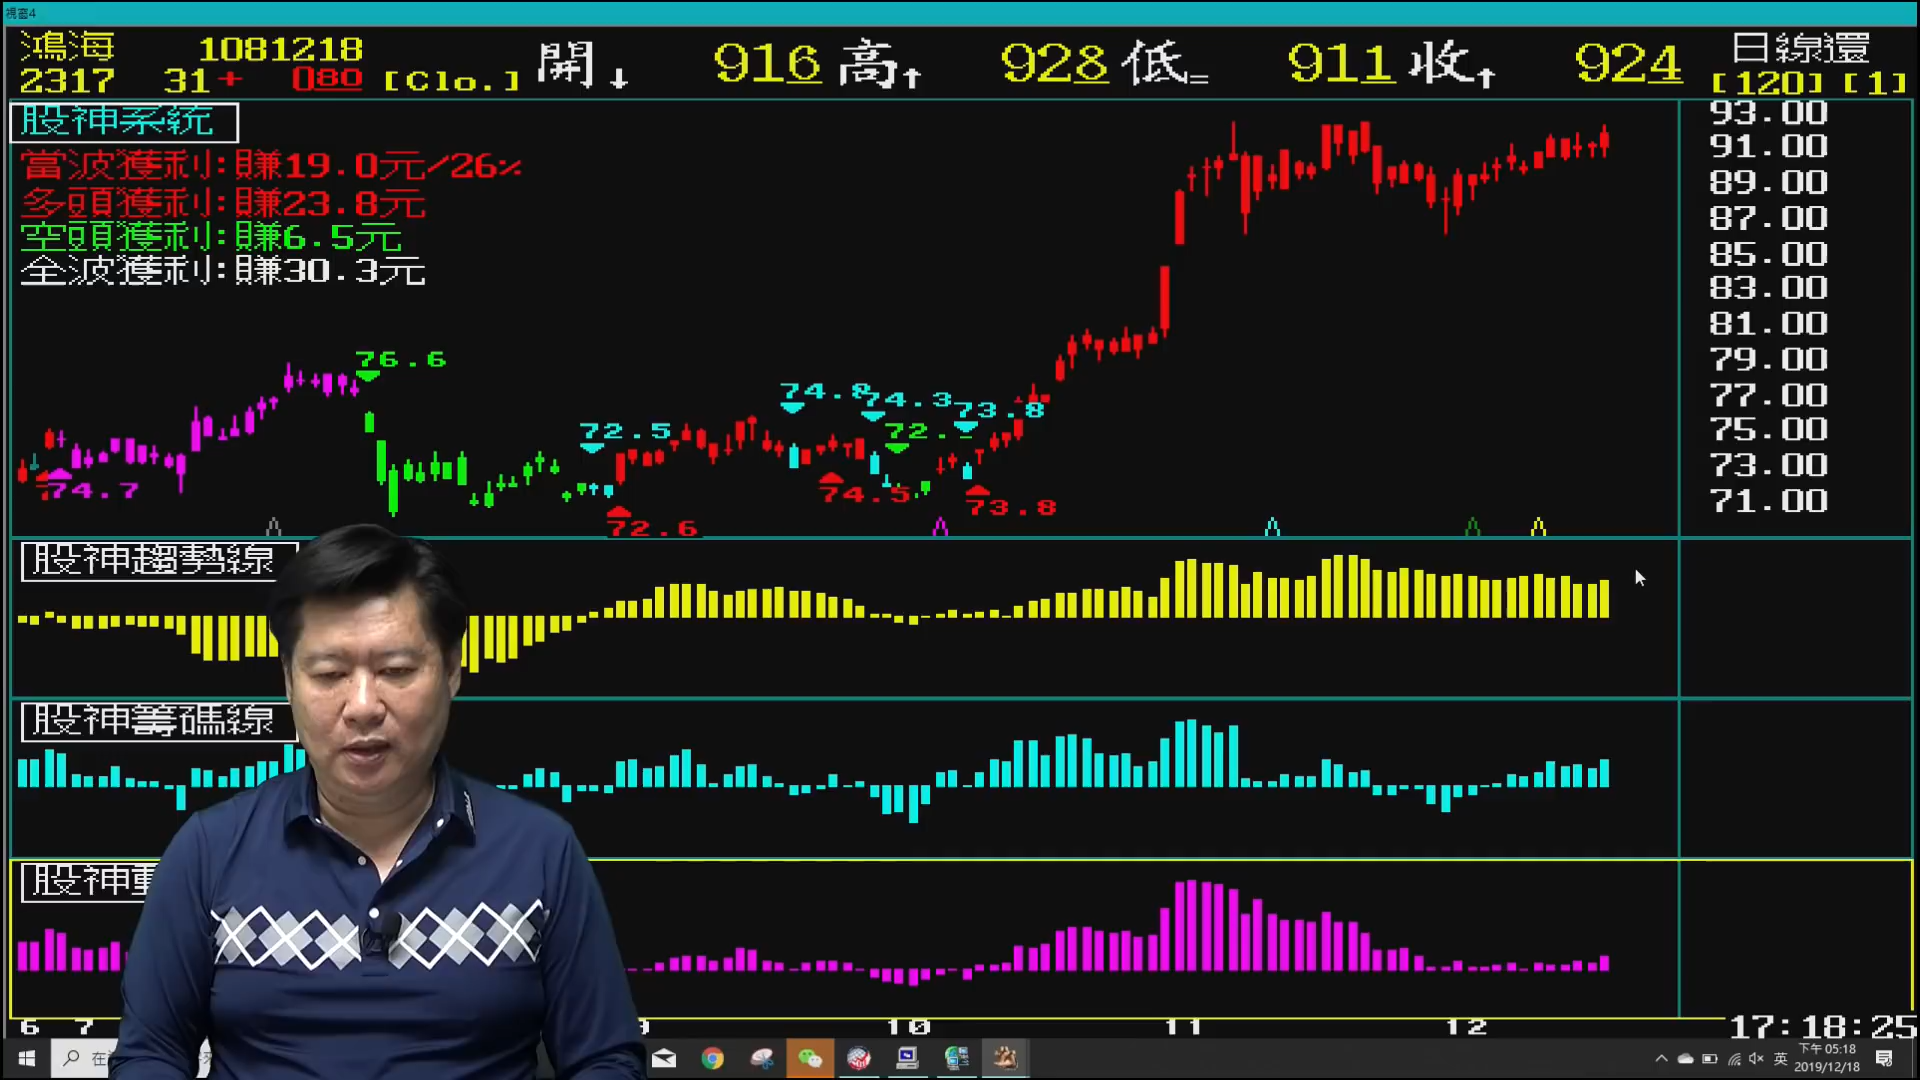 視窗4
鴻海 1081218 開↓ 916 高↑ 928 低= 911 收↑ 924 日線還
2317 31+ 080 [Clo.] [120] [1]
股神系統
當波獲利:賺19.0元/26%
多頭獲利:賺23.8元
空頭獲利:賺6.5元
全波獲利:賺30.3元
93.00
91.00
89.00
87.00
85.00
83.00
81.00
79.00
77.00
75.00
73.00
71.00
76.6
74.8
74.3
73.8
72.5
72.
74.7
74.5
73.8
72.6
股神趨勢線
股神籌碼線
股神
6 7 9 10 11 12
17:18:25
在
英
下午 05:18
2019/12/18